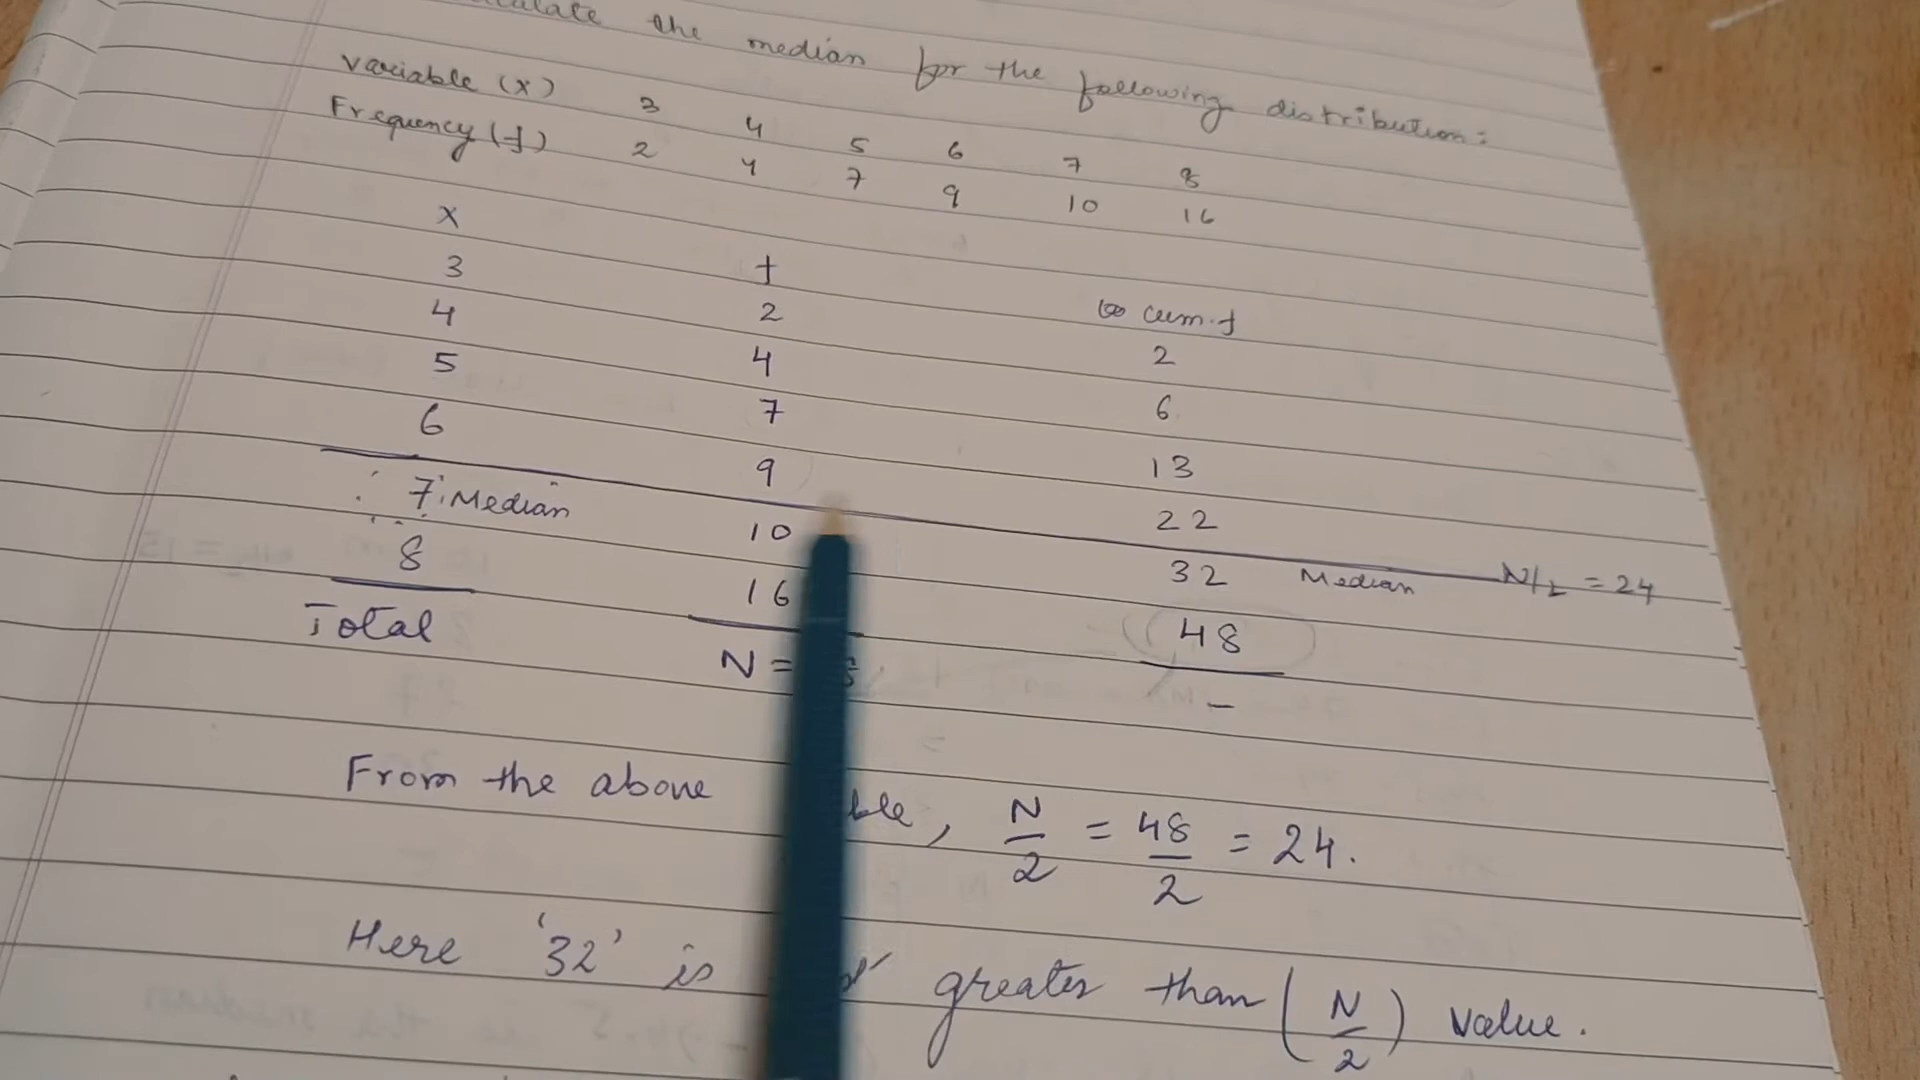 the median for the following distribution:
Variable (x) 3 4 5 6 7 8
Frequency (f) 2 4 7 9 10 16
x f cum.f
3 2 2
4 4 6
5 7 13
6 9 22
7 Median 10 32 Median N/2 = 24
8 16 48
Total N = -
From the above , N/2 = 48/2 = 24.
Here '32' is greater than (N/2) value.